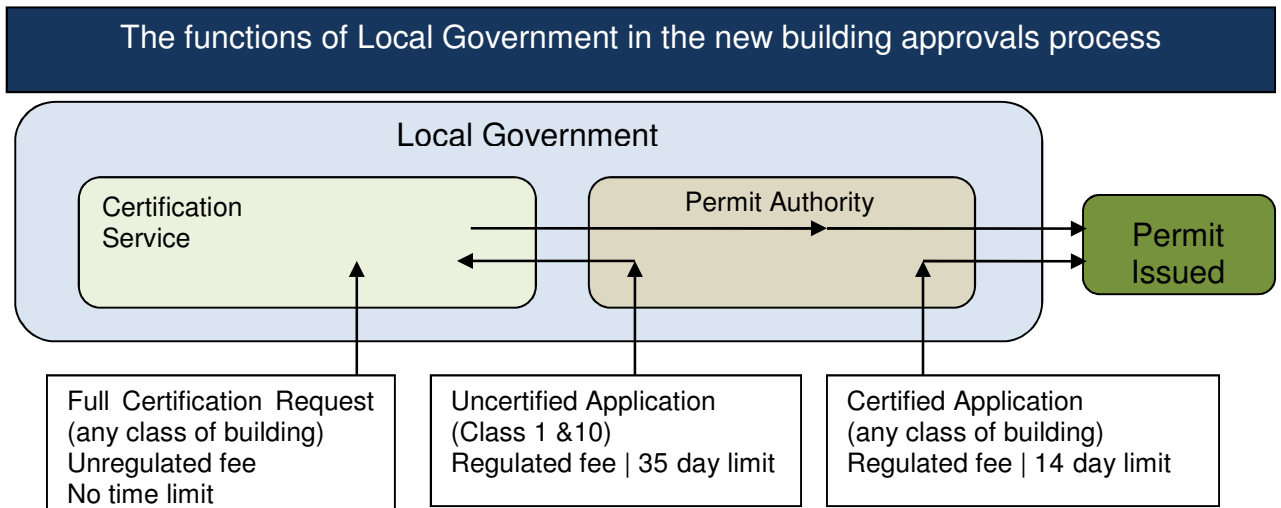 The functions of Local Government in the new building approvals process
Local Government
Certification
Service
Permit Authority
Permit
Issued
Full Certification Request
(any class of building)
Unregulated fee
No time limit
Uncertified Application
(Class 1 &10)
Regulated fee | 35 day limit
Certified Application
(any class of building)
Regulated fee | 14 day limit